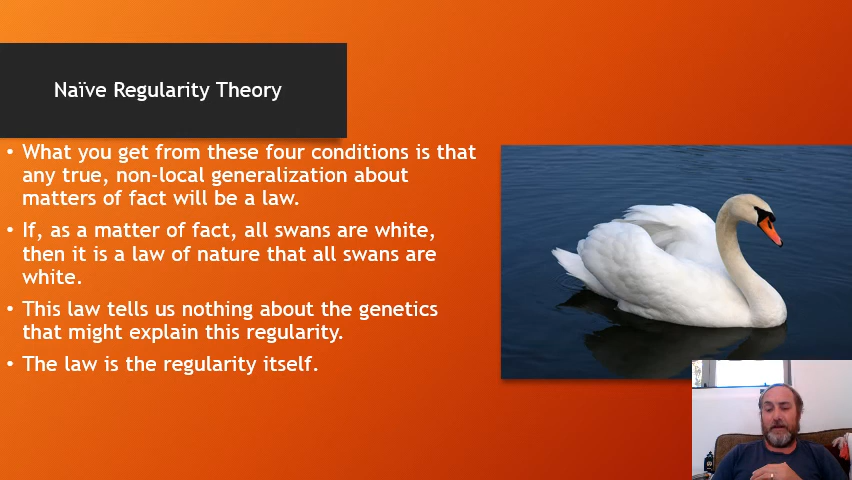 Naïve Regularity Theory
• What you get from these four conditions is that
any true, non-local generalization about
matters of fact will be a law.
• If, as a matter of fact, all swans are white,
then it is a law of nature that all swans are
white.
• This law tells us nothing about the genetics
that might explain this regularity.
• The law is the regularity itself.